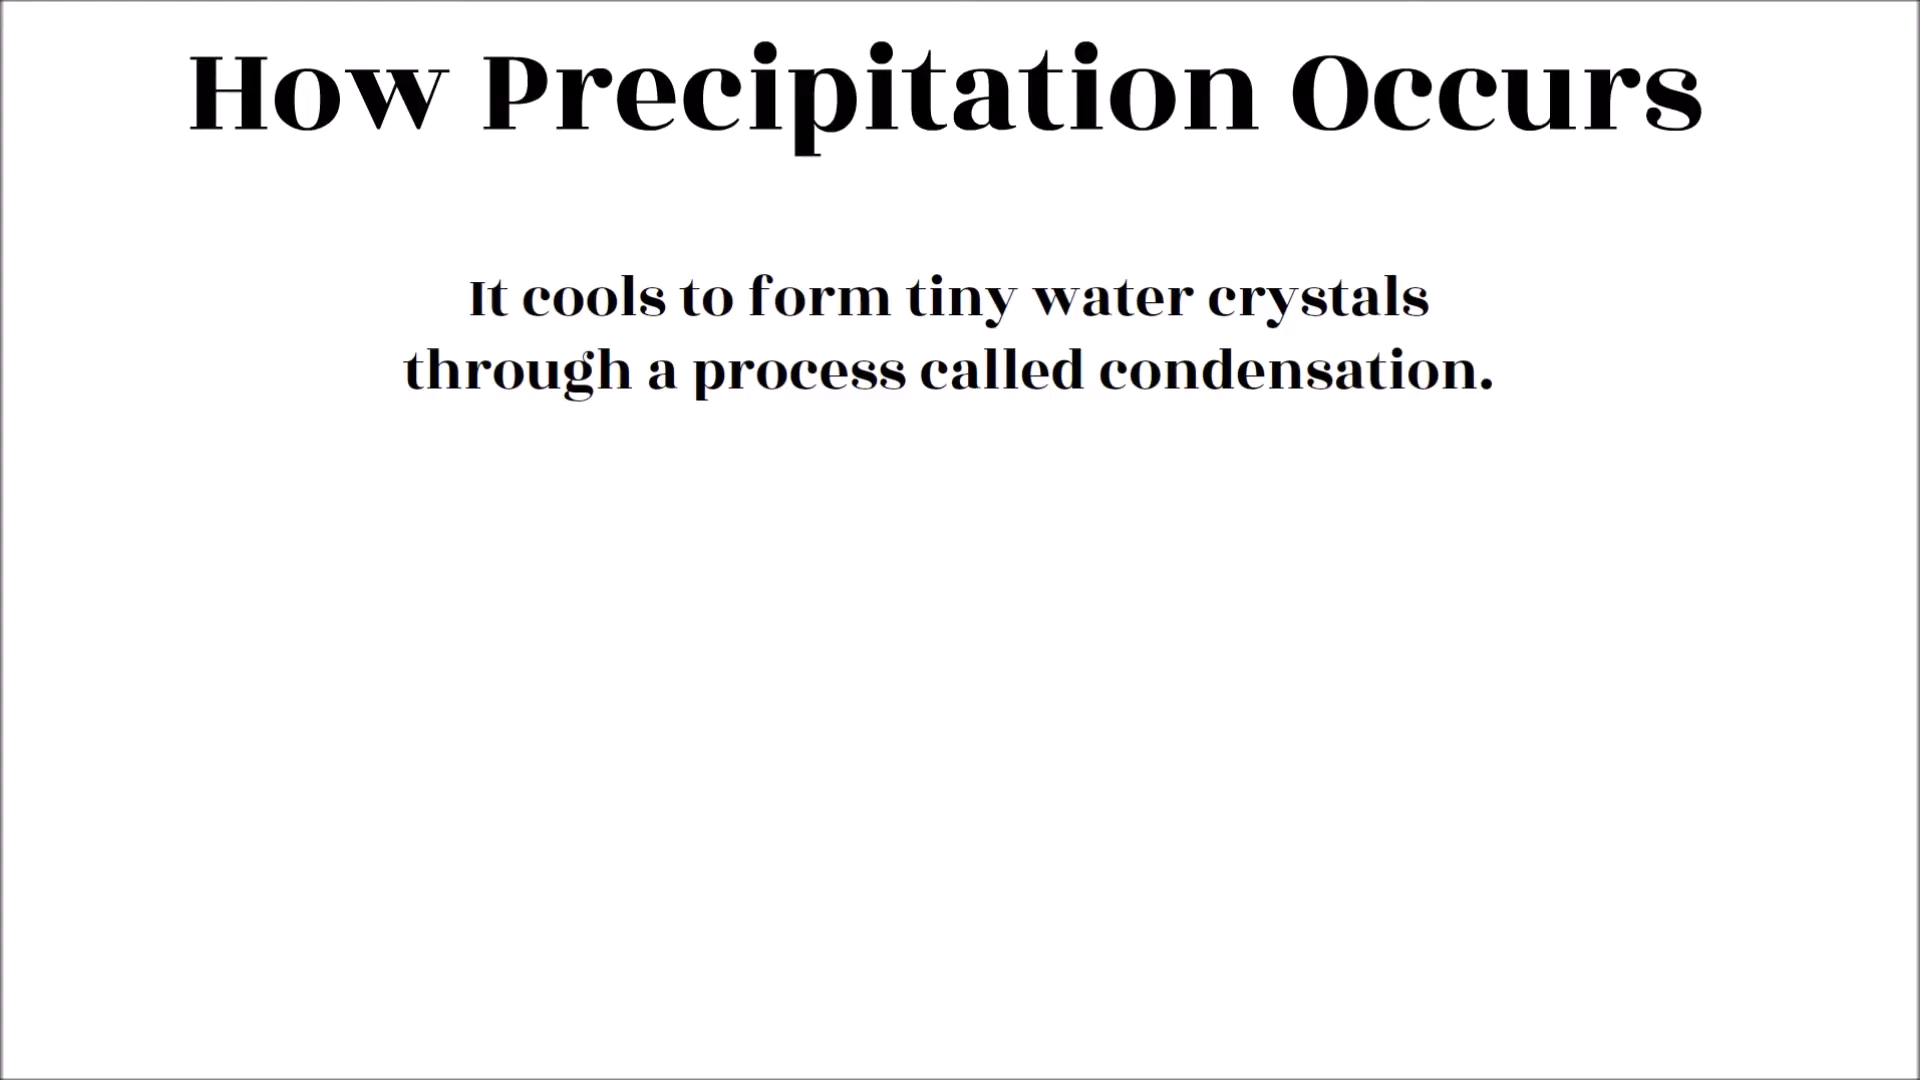 How Precipitation Occurs
It cools to form tiny water crystals
through a process called condensation.